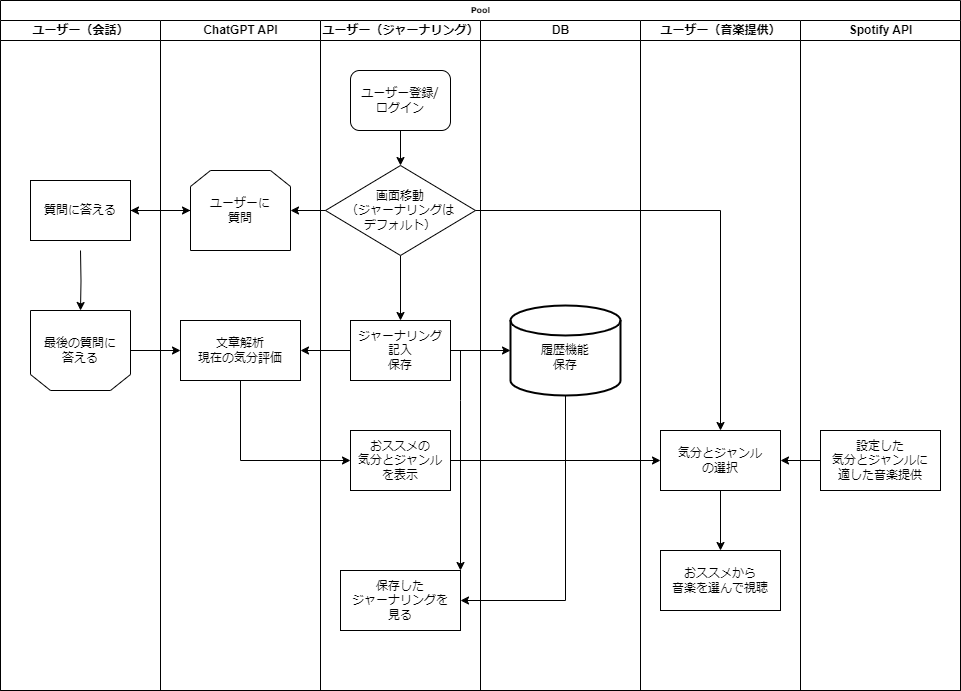 Pool
ユーザー（会話）
ChatGPT API
ユーザー（ジャーナリング）
DB
ユーザー（音楽提供）
Spotify API
ユーザー登録/
ログイン
画面移動
（ジャーナリングは
デフォルト）
ユーザーに
質問
質問に答える
最後の質問に
答える
文章解析
現在の気分評価
ジャーナリング
記入
保存
履歴機能
保存
おススメの
気分とジャンル
を表示
気分とジャンル
の選択
設定した
気分とジャンルに
適した音楽提供
保存した
ジャーナリングを
見る
おススメから
音楽を選んで視聴